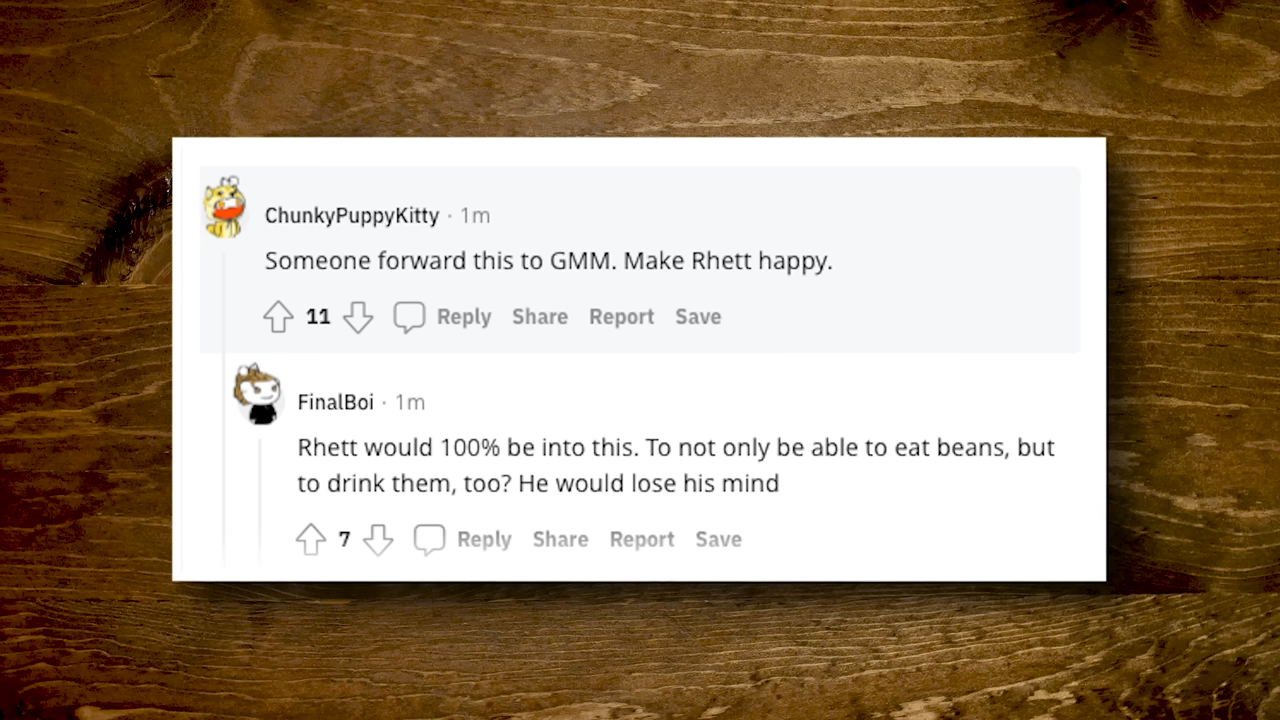 ChunkyPuppyKitty · 1m
Someone forward this to GMM. Make Rhett happy.
11 Reply Share Report Save
FinalBoi · 1m
Rhett would 100% be into this. To not only be able to eat beans, but
to drink them, too? He would lose his mind
7 Reply Share Report Save